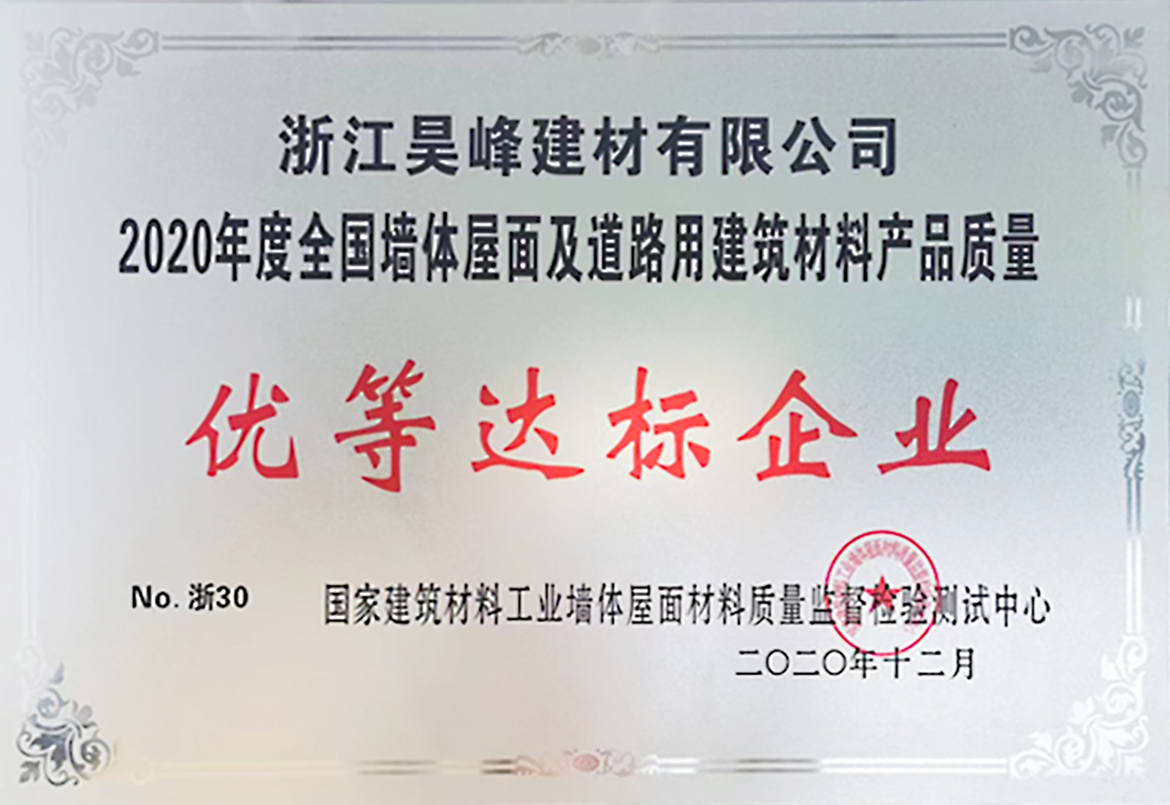 浙江昊峰建材有限公司
2020年度全国墙体屋面及道路用建筑材料产品质量
优等达标企业
No. 浙30
国家建筑材料工业墙体屋面材料质量监督检验测试中心
二〇二〇年十二月